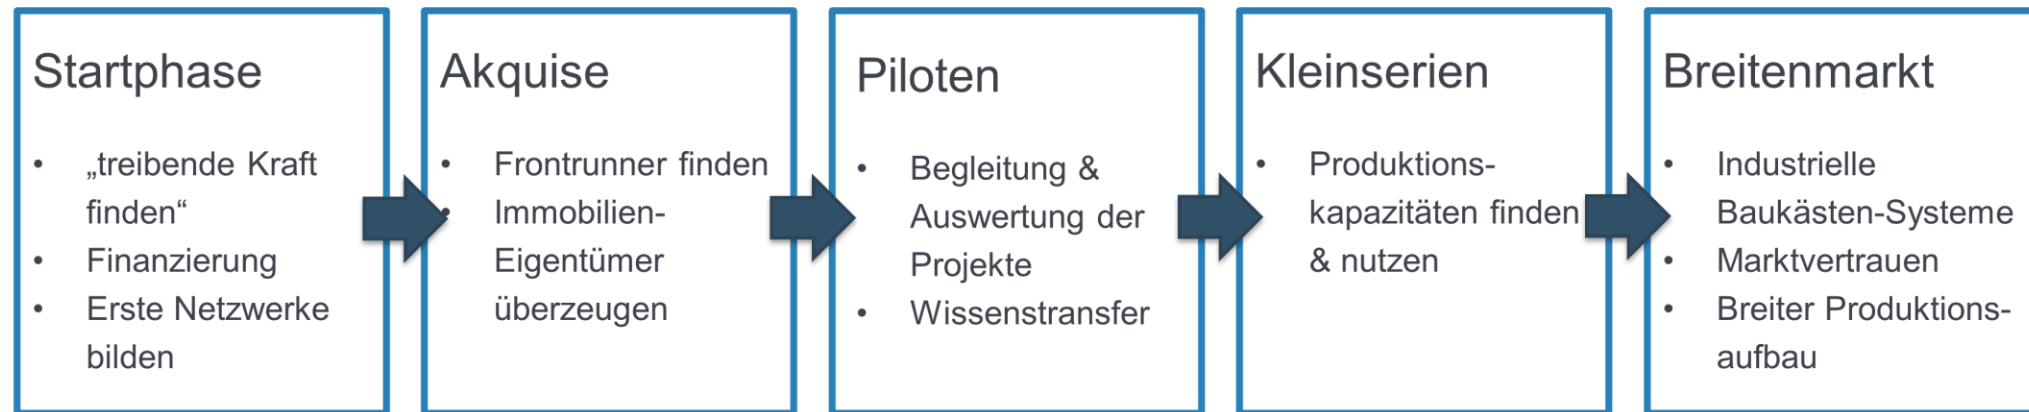 Startphase
• „treibende Kraft
finden“
• Finanzierung
• Erste Netzwerke
bilden
Akquise
• Frontrunner finden
• Immobilien-
Eigentümer
überzeugen
Piloten
• Begleitung &
Auswertung der
Projekte
• Wissenstransfer
Kleinserien
• Produktions-
kapazitäten finden
& nutzen
Breitenmarkt
• Industrielle
Baukästen-Systeme
• Marktvertrauen
• Breiter Produktions-
aufbau